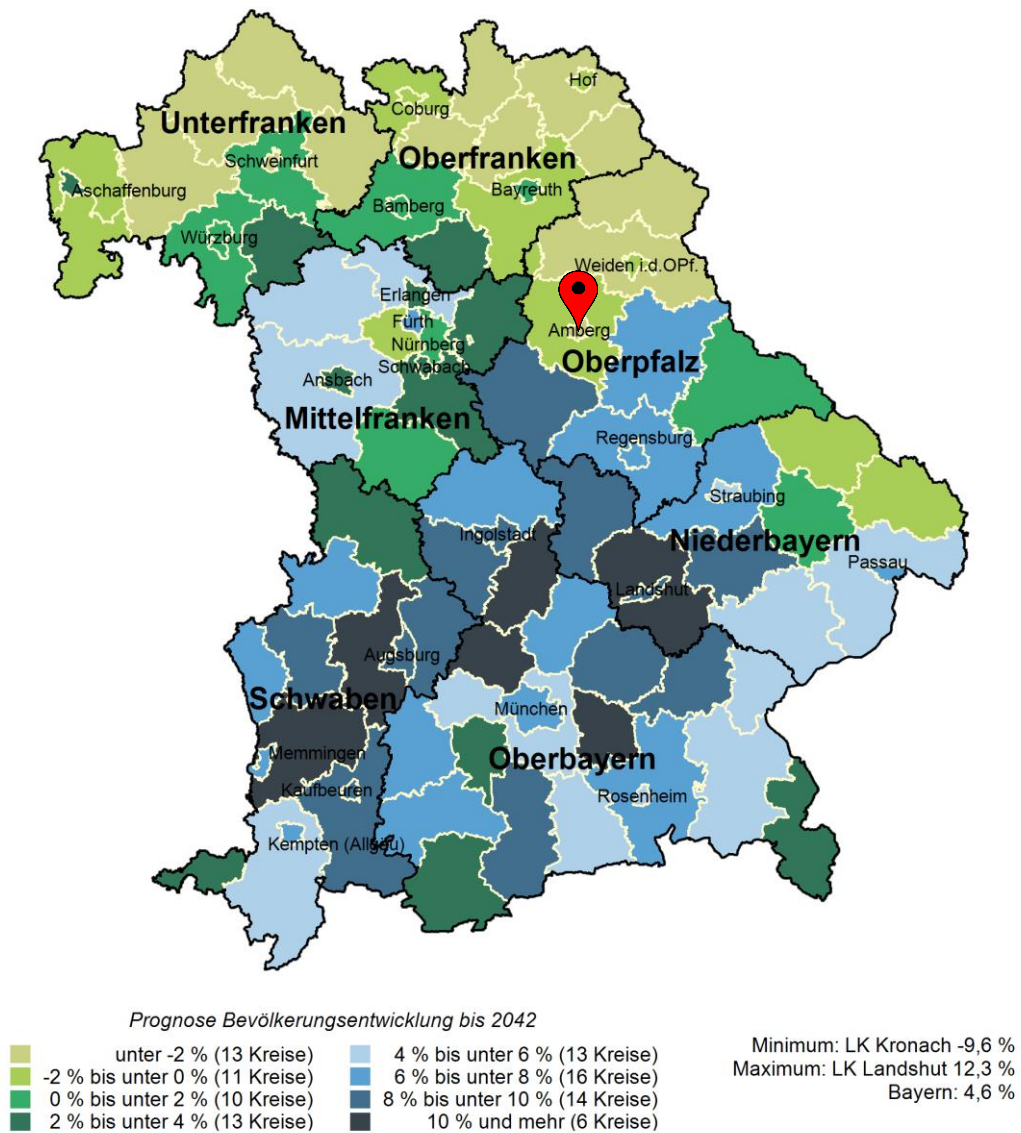 Hof
Coburg
Unterfranken
Oberfranken
Schweinfurt
Aschaffenburg
Bayreuth
Bamberg
Würzburg
Weiden i.d.OPf.
Erlangen
Fürth
Amberg
Nürnberg
Schwabach
Oberpfalz
Ansbach
Mittelfranken
Regensburg
Straubing
Ingolstadt
Niederbayern
Passau
Landshut
Augsburg
Schwaben
München
Memmingen
Oberbayern
Kaufbeuren
Rosenheim
Kempten (Allgäu)
Prognose Bevölkerungsentwicklung bis 2042
unter -2 % (13 Kreise)
-2 % bis unter 0 % (11 Kreise)
0 % bis unter 2 % (10 Kreise)
2 % bis unter 4 % (13 Kreise)
4 % bis unter 6 % (13 Kreise)
6 % bis unter 8 % (16 Kreise)
8 % bis unter 10 % (14 Kreise)
10 % und mehr (6 Kreise)
Minimum: LK Kronach -9,6 %
Maximum: LK Landshut 12,3 %
Bayern: 4,6 %